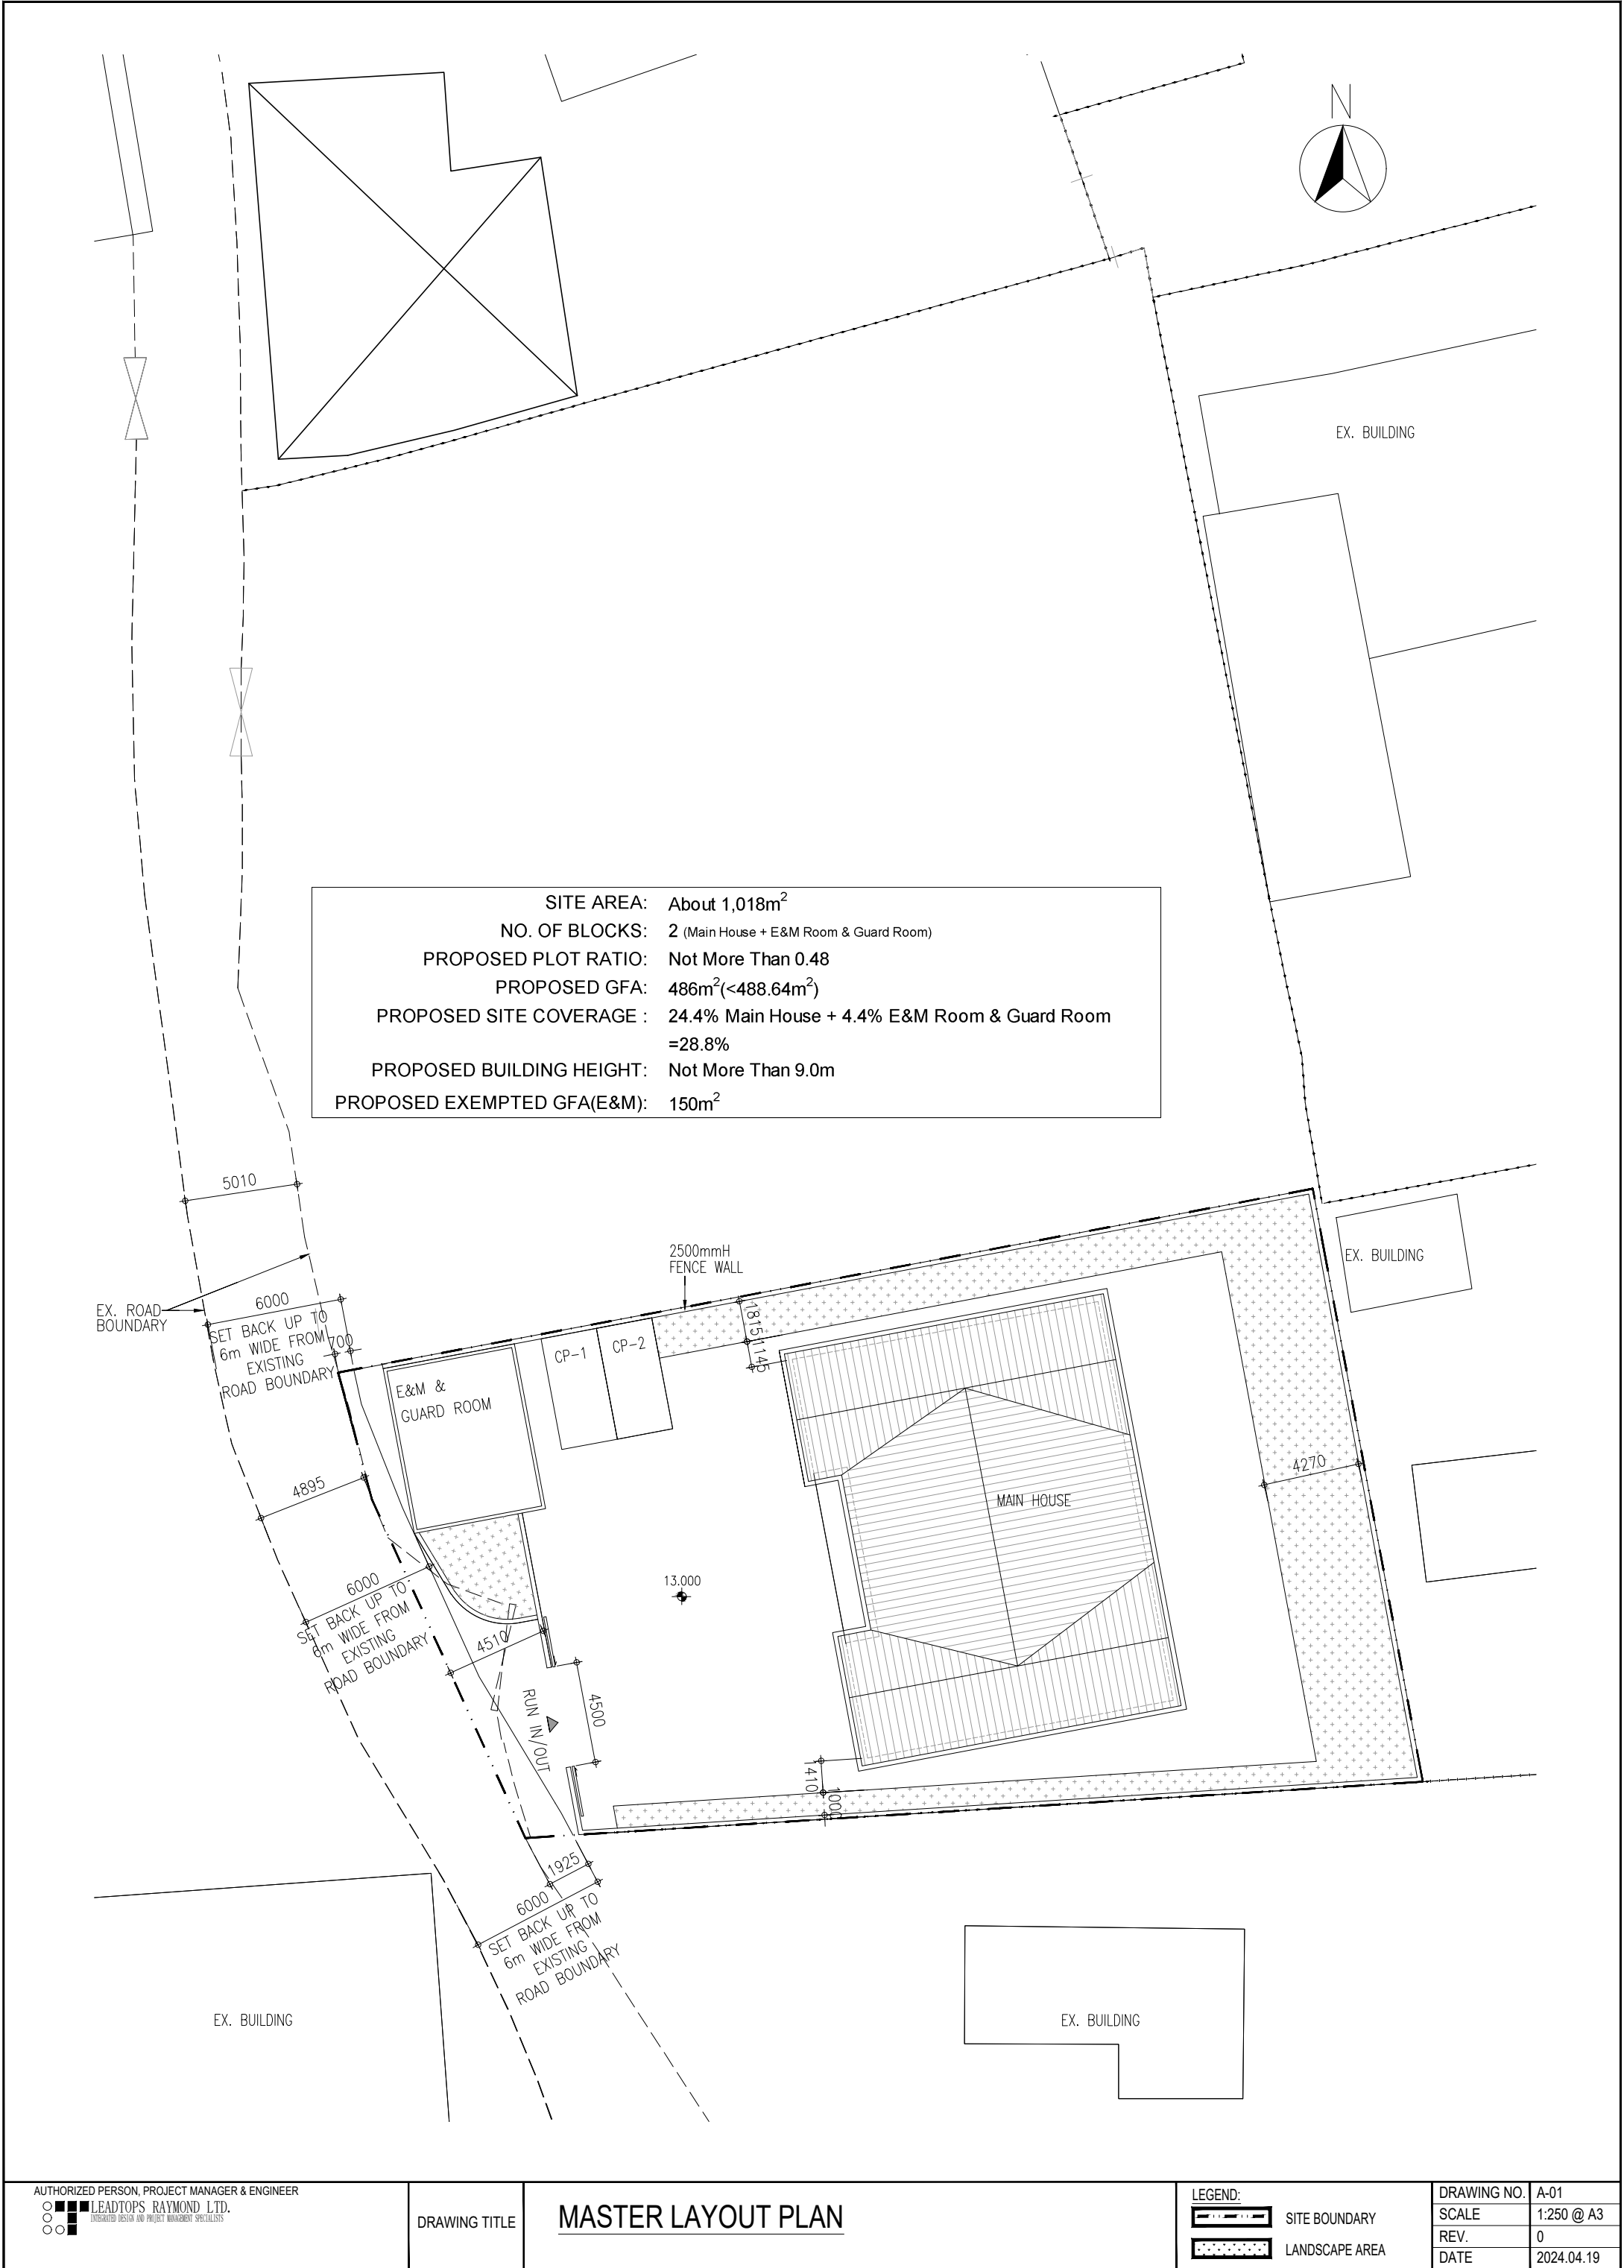 N
EX. BUILDING
SITE AREA: About 1,018m²
NO. OF BLOCKS: 2 (Main House + E&M Room & Guard Room)
PROPOSED PLOT RATIO: Not More Than 0.48
PROPOSED GFA: 486m²(<488.64m²)
PROPOSED SITE COVERAGE : 24.4% Main House + 4.4% E&M Room & Guard Room
=28.8%
PROPOSED BUILDING HEIGHT: Not More Than 9.0m
PROPOSED EXEMPTED GFA(E&M): 150m²
5010
2500mmH
FENCE WALL
EX. BUILDING
EX. ROAD
BOUNDARY
6000
SET BACK UP TO
6m WIDE FROM
EXISTING
ROAD BOUNDARY
700
1815
1145
CP-1
CP-2
E&M &
GUARD ROOM
4895
4270
MAIN HOUSE
13.000
6000
SET BACK UP TO
6m WIDE FROM
EXISTING
ROAD BOUNDARY
4510
RUN IN/OUT
4500
1410
1000
1925
6000
SET BACK UP TO
6m WIDE FROM
EXISTING
ROAD BOUNDARY
EX. BUILDING
EX. BUILDING
AUTHORIZED PERSON, PROJECT MANAGER & ENGINEER
LEADTOPS RAYMOND LTD.
INTEGRATED DESIGN AND PROJECT MANAGEMENT SPECIALISTS
DRAWING TITLE
MASTER LAYOUT PLAN
LEGEND:
SITE BOUNDARY
LANDSCAPE AREA
DRAWING NO. A-01
SCALE 1:250 @ A3
REV. 0
DATE 2024.04.19